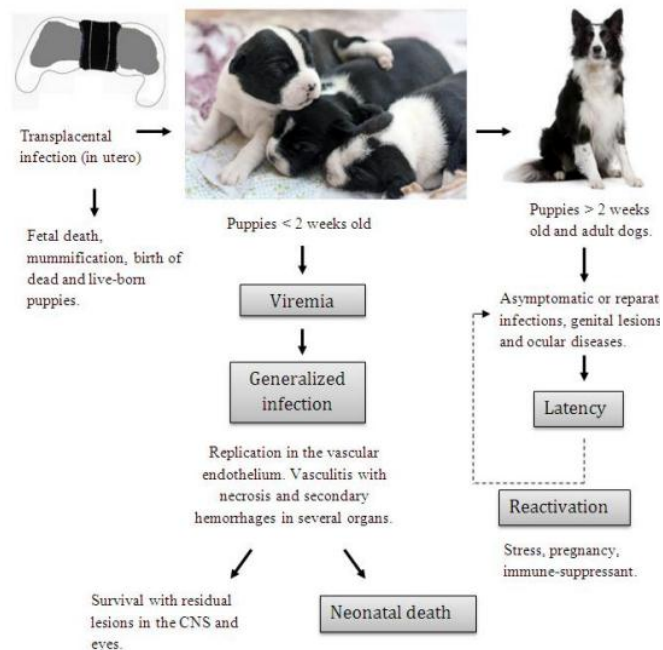 Transplacental
infection (in utero)
Fetal death,
mummification, birth of
dead and live-born
puppies.
Puppies < 2 weeks old
Viremia
Generalized
infection
Replication in the vascular
endothelium. Vasculitis with
necrosis and secondary
hemorrhages in several organs.
Survival with residual
lesions in the CNS and
eyes.
Neonatal death
Puppies > 2 weeks
old and adult dogs.
Asymptomatic or reparat
infections, genital lesions
and ocular diseases.
Latency
Reactivation
Stress, pregnancy,
immune-suppressant.